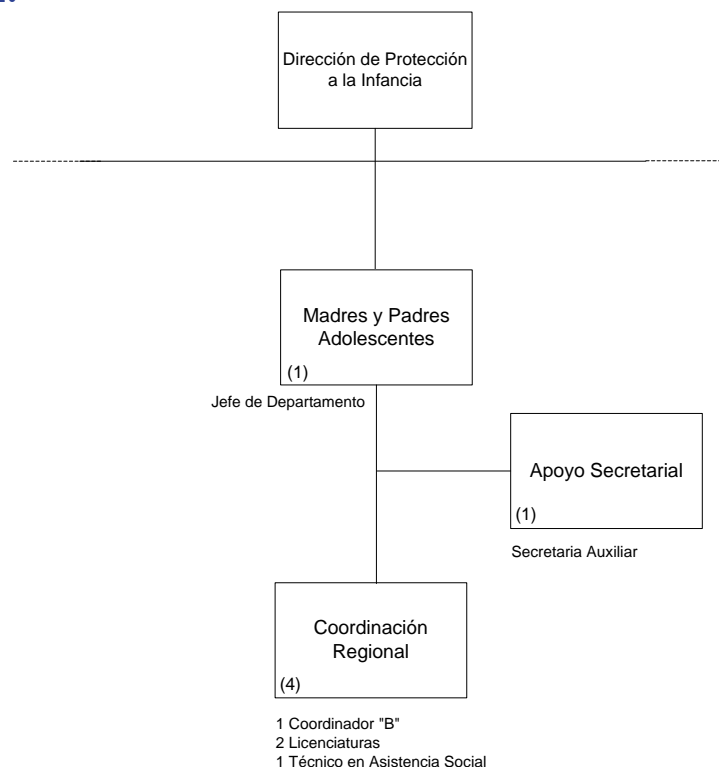 Dirección de Protección
a la Infancia
Madres y Padres
Adolescentes
(1)
Jefe de Departamento
Apoyo Secretarial
(1)
Secretaria Auxiliar
Coordinación
Regional
(4)
1 Coordinador "B"
2 Licenciaturas
1 Técnico en Asistencia Social